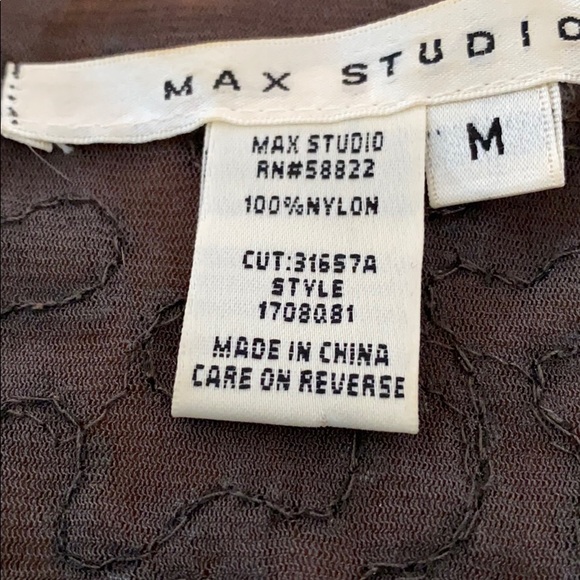 MAX STUDIO
M
MAX STUDIO
RN#58822
100%NYLON
CUT:31657A
STYLE
1708Q81
MADE IN CHINA
CARE ON REVERSE